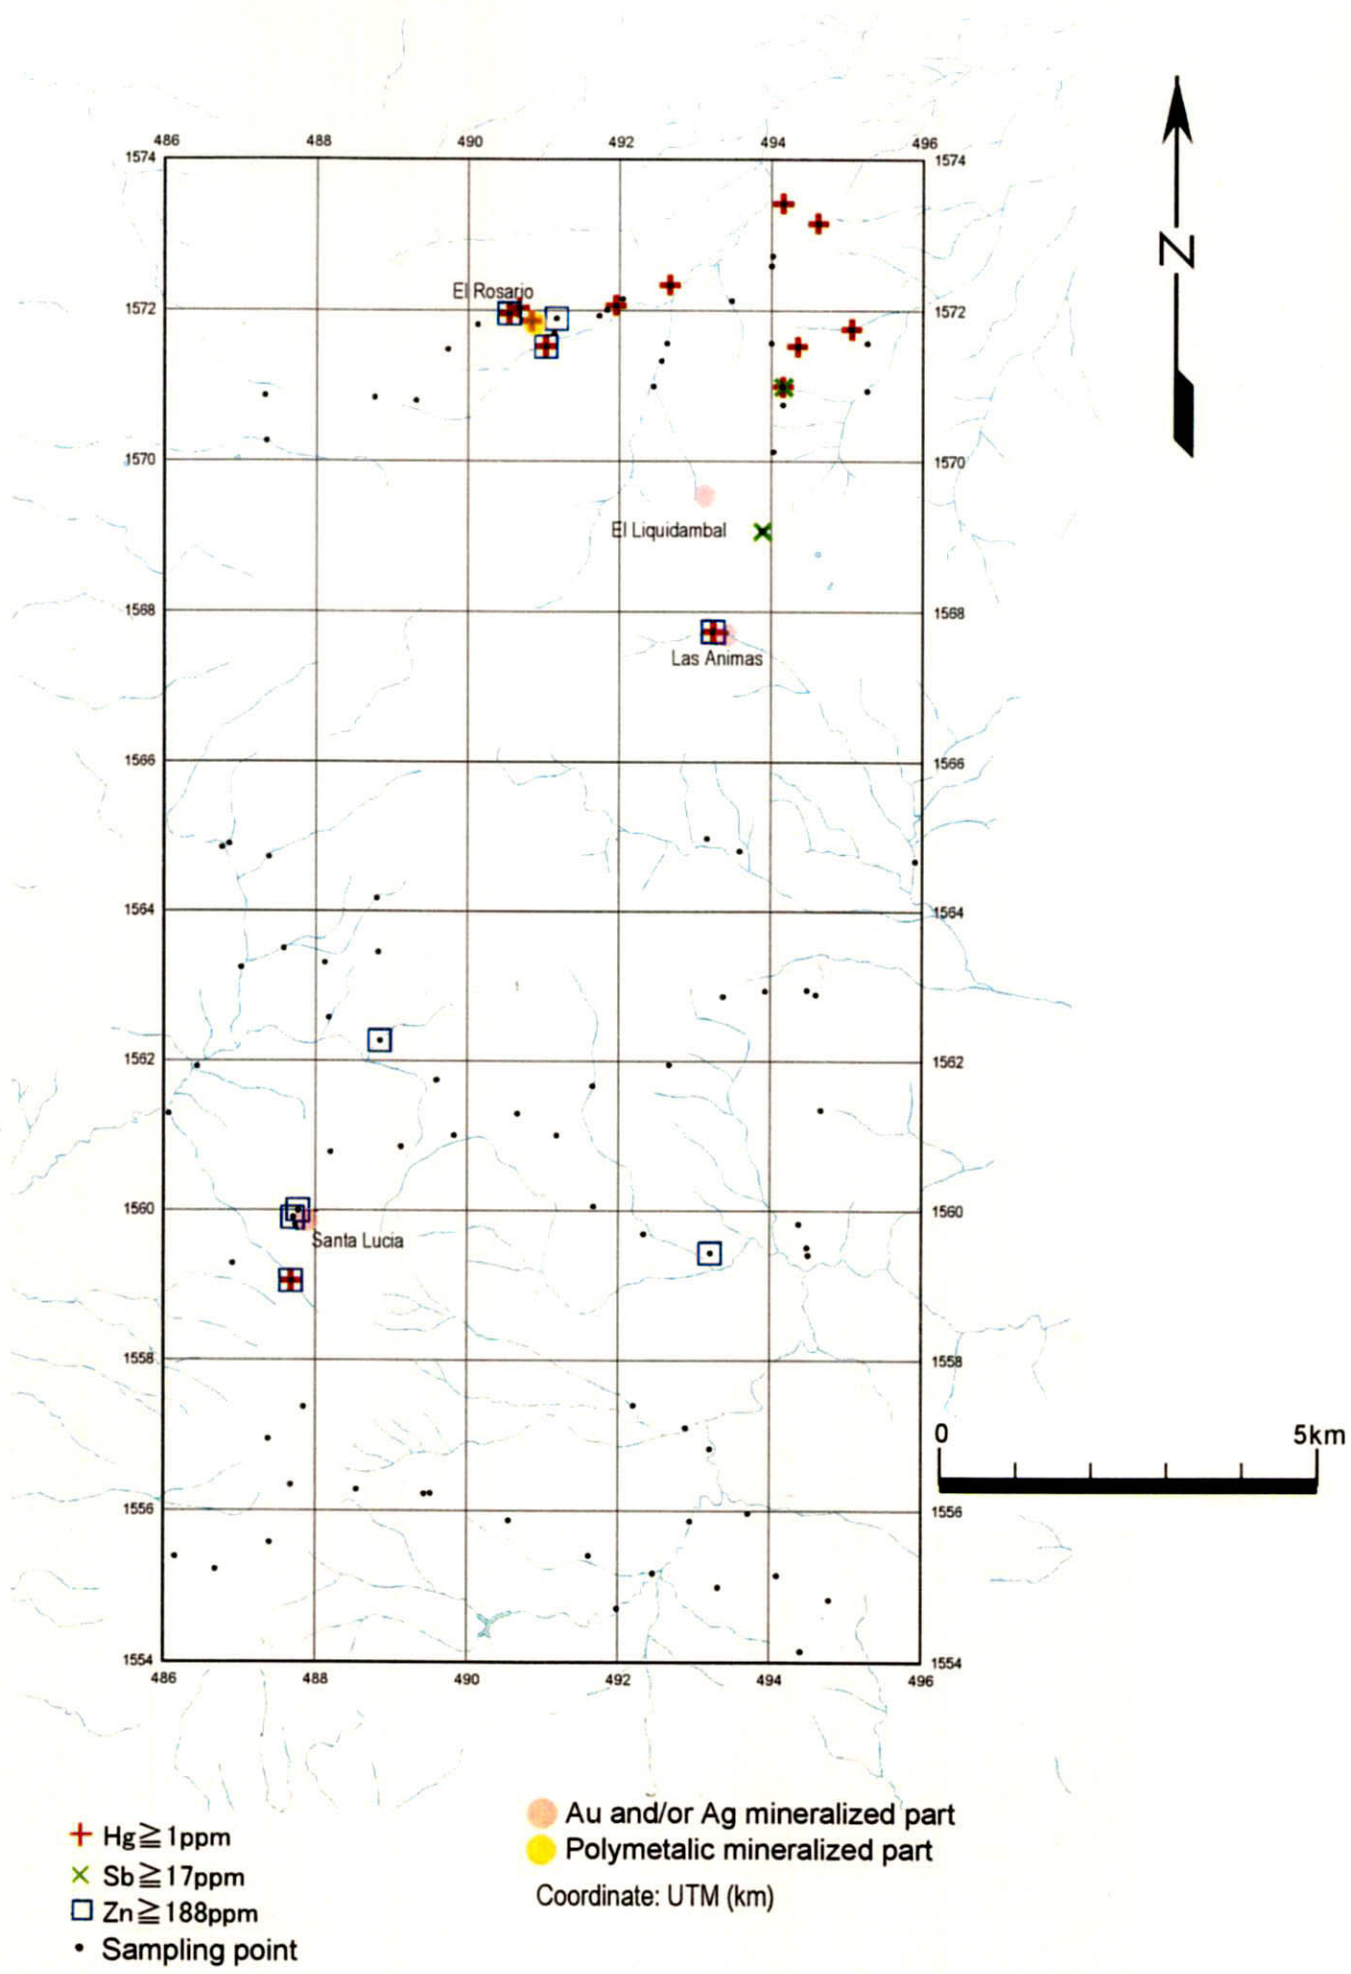 486 488 490 492 494 496
1574 1574
N
El Rosario
1572 1572
1570 1570
El Liquidambal
1568 1568
Las Animas
1566 1566
1564 1564
1562 1562
1560 1560
Santa Lucia
1558 1558
0 5km
1556 1556
1554 1554
486 488 490 492 494 496
Au and/or Ag mineralized part
Hg≧1ppm
Polymetalic mineralized part
Sb≧17ppm
Coordinate: UTM (km)
Zn≧188ppm
Sampling point